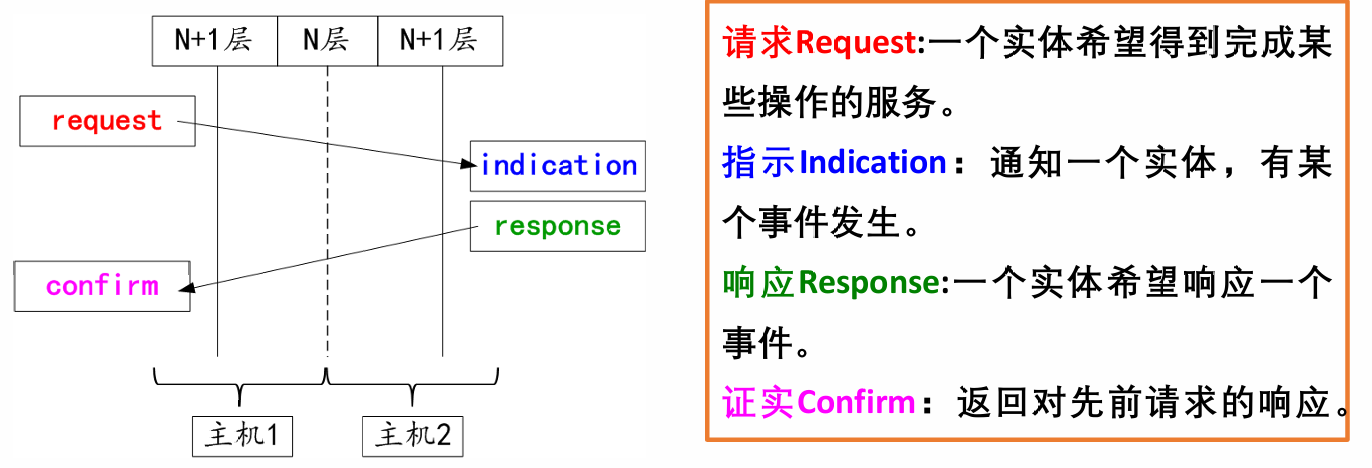 N+1层 N层 N+1层
request
indication
response
confirm
主机1 主机2
请求Request:一个实体希望得到完成某
些操作的服务。
指示Indication：通知一个实体，有某
个事件发生。
响应Response:一个实体希望响应一个
事件。
证实Confirm：返回对先前请求的响应。